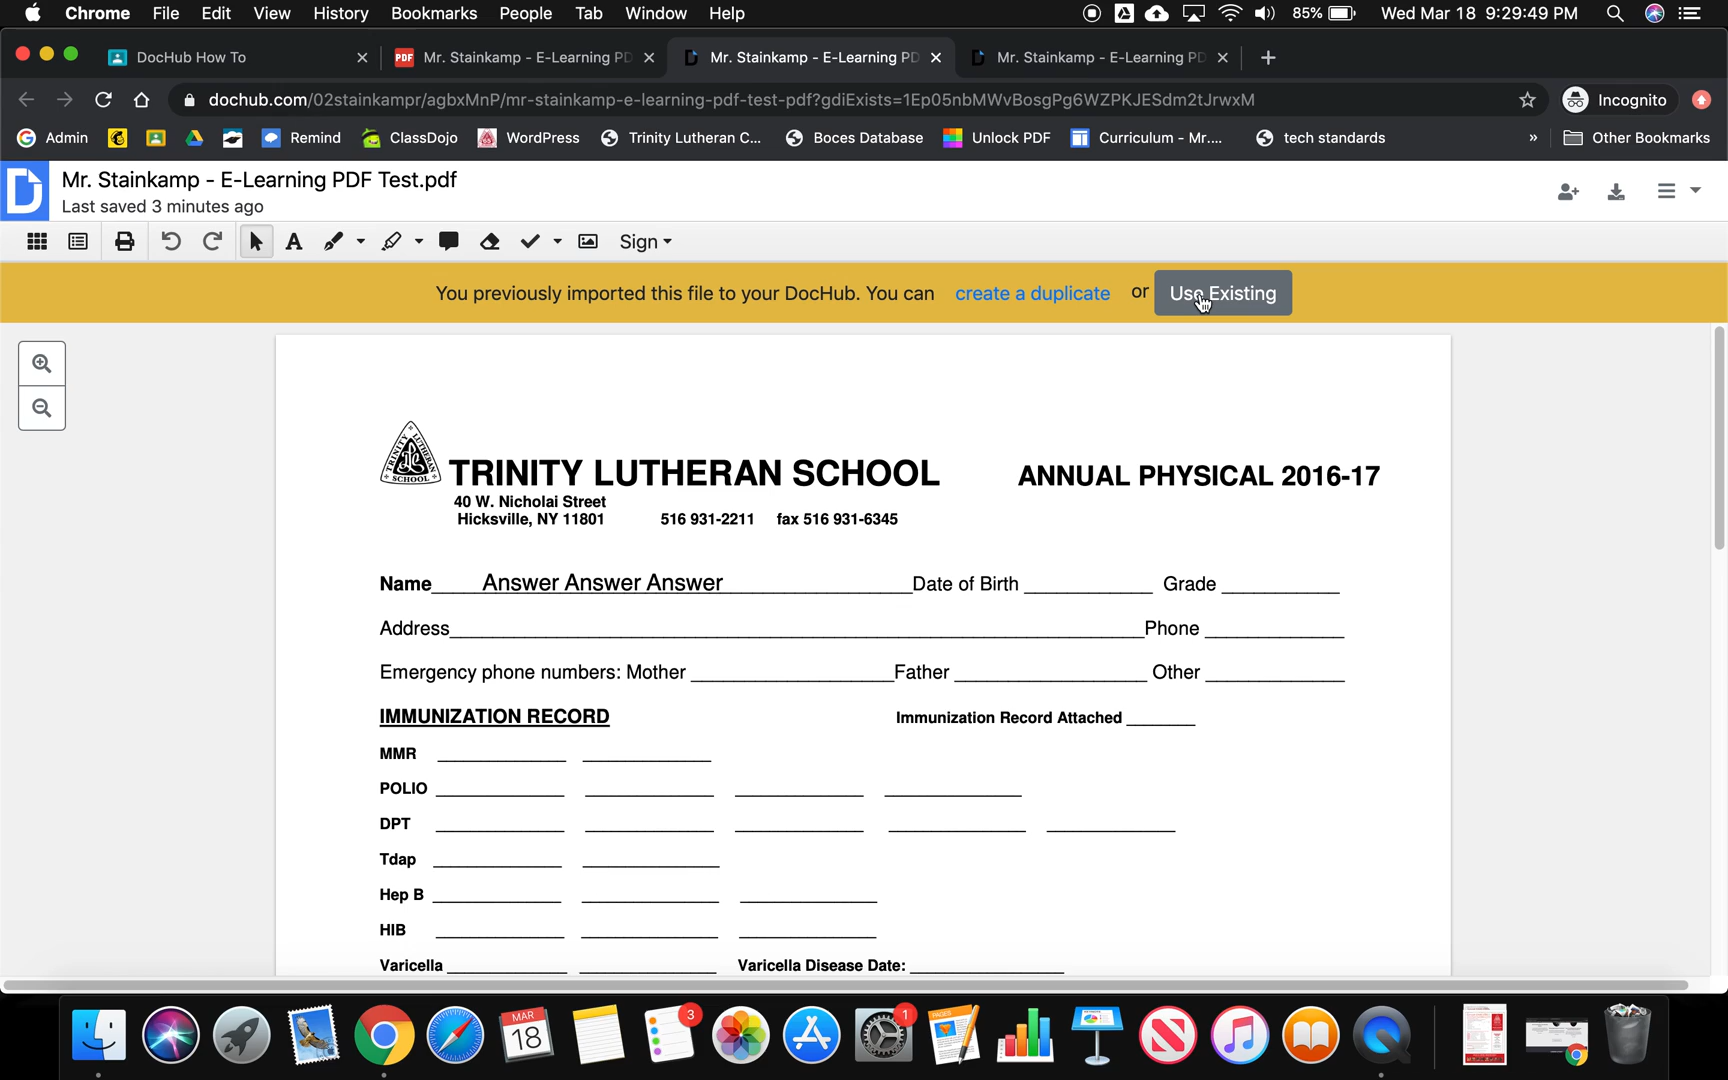 Chrome File Edit View History Bookmarks People Tab Window Help 85% Wed Mar 18 9:29:49 PM
DocHub How To PDF Mr. Stainkamp - E-Learning PD Mr. Stainkamp - E-Learning PD Mr. Stainkamp - E-Learning PD
dochub.com/02stainkampr/agbxMnP/mr-stainkamp-e-learning-pdf-test-pdf?gdiExists=1Ep05nbMWvBosgPg6WZPKJESdm2tJrwxM Incognito
Admin Remind ClassDojo WordPress Trinity Lutheran C... Boces Database Unlock PDF Curriculum - Mr.... tech standards » Other Bookmarks
Mr. Stainkamp - E-Learning PDF Test.pdf
Last saved 3 minutes ago
A Sign
You previously imported this file to your DocHub. You can create a duplicate or Use Existing
TRINITY LUTHERAN SCHOOL ANNUAL PHYSICAL 2016-17
40 W. Nicholai Street
Hicksville, NY 11801 516 931-2211 fax 516 931-6345
Name Answer Answer Answer Date of Birth Grade
Address Phone
Emergency phone numbers: Mother Father Other
IMMUNIZATION RECORD Immunization Record Attached
MMR
POLIO
DPT
Tdap
Hep B
HIB
Varicella Varicella Disease Date:
MAR
18
3
1
PAGES